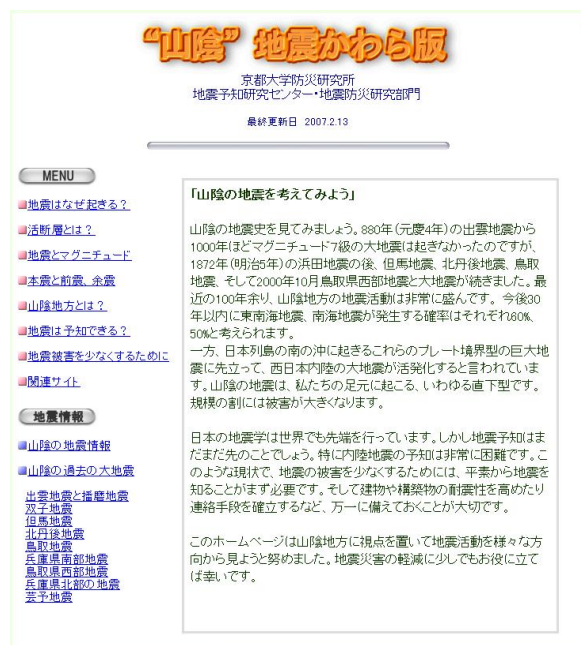 “山陰” 地震かわら版
京都大学防災研究所
地震予知研究センター・地震防災研究部門
最終更新日 2007.2.13
MENU
地震はなぜ起きる？
活断層とは？
地震とマグニチュード
本震と前震、余震
山陰地方とは？
地震は予知できる？
地震被害を少なくするために
関連サイト
地震情報
山陰の地震情報
山陰の過去の大地震
出雲地震と播磨地震
双子地震
但馬地震
北丹後地震
鳥取地震
兵庫県南部地震
鳥取県西部地震
兵庫県北部の地震
芸予地震
「山陰の地震を考えてみよう」
山陰の地震史を見てみましょう。880年（元慶4年）の出雲地震から
1000年ほどマグニチュード7級の大地震は起きなかったのですが、
1872年（明治5年）の浜田地震の後、但馬地震、北丹後地震、鳥取
地震、そして2000年10月鳥取県西部地震と大地震が続きました。最
近の100年余り、山陰地方の地震活動は非常に盛んです。 今後30
年以内に東南海地震、南海地震が発生する確率はそれぞれ60%、
50%と考えられます。
一方、日本列島の南の沖に起きるこれらのプレート境界型の巨大地
震に先立って、西日本内陸の大地震が活発化すると言われていま
す。山陰の地震は、私たちの足元に起こる、いわゆる直下型です。
規模の割には被害が大きくなります。
日本の地震学は世界でも先端を行っています。しかし地震予知はま
だまだ先のことでしょう。特に内陸地震の予知は非常に困難です。こ
のような現状で、地震の被害を少なくするためには、平素から地震を
知ることがまず必要です。そして建物や構築物の耐震性を高めたり
連絡手段を確立するなど、万一に備えておくことが大切です。
このホームページは山陰地方に視点を置いて地震活動を様々な方
向から見ようと努めました。地震災害の軽減に少しでもお役に立て
ば幸いです。